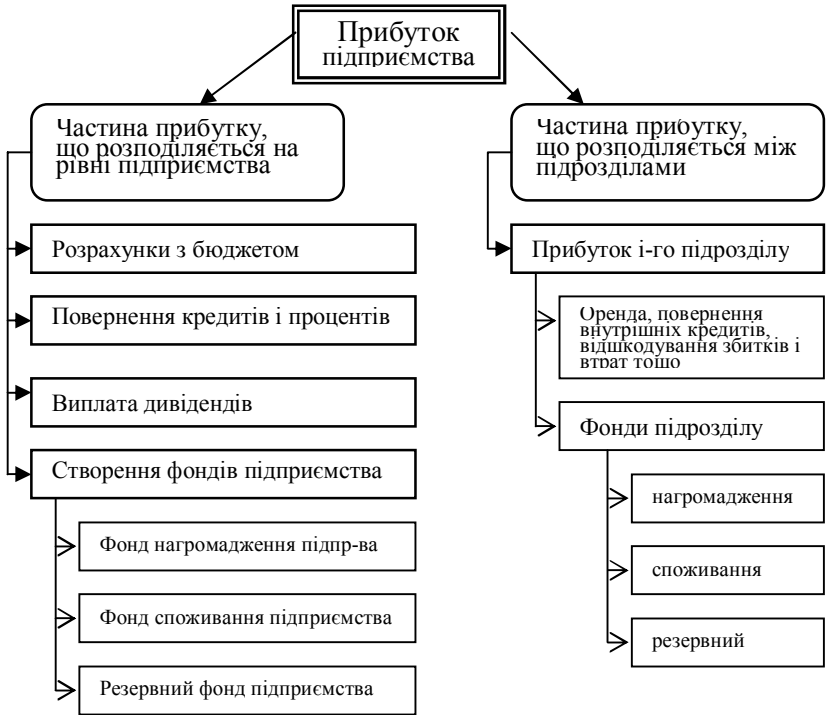 Прибуток
підприємства
Частина прибутку,
що розподіляється на
рівні підприємства
Розрахунки з бюджетом
Повернення кредитів і процентів
Виплата дивідендів
Створення фондів підприємства
Фонд нагромадження підпр-ва
Фонд споживання підприємства
Резервний фонд підприємства
Частина прибутку,
що розподіляється між
підрозділами
Прибуток і-го підрозділу
Оренда, повернення
внутрішніх кредитів,
відшкодування збитків і
втрат тошо
Фонди підрозділу
нагромадження
споживання
резервний